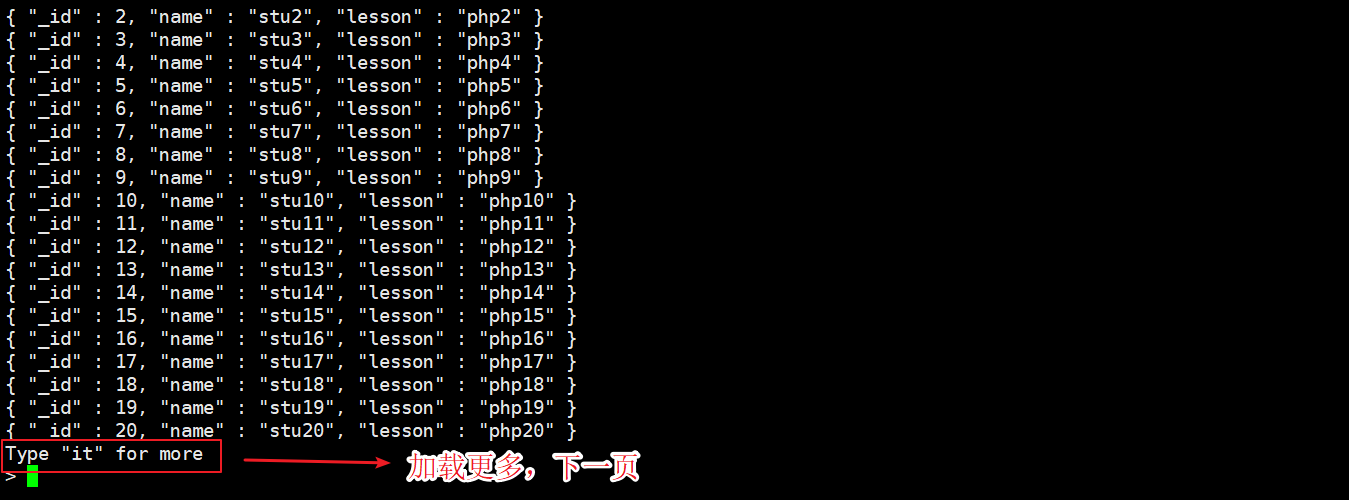 { "_id" : 2, "name" : "stu2", "lesson" : "php2" }
{ "_id" : 3, "name" : "stu3", "lesson" : "php3" }
{ "_id" : 4, "name" : "stu4", "lesson" : "php4" }
{ "_id" : 5, "name" : "stu5", "lesson" : "php5" }
{ "_id" : 6, "name" : "stu6", "lesson" : "php6" }
{ "_id" : 7, "name" : "stu7", "lesson" : "php7" }
{ "_id" : 8, "name" : "stu8", "lesson" : "php8" }
{ "_id" : 9, "name" : "stu9", "lesson" : "php9" }
{ "_id" : 10, "name" : "stu10", "lesson" : "php10" }
{ "_id" : 11, "name" : "stu11", "lesson" : "php11" }
{ "_id" : 12, "name" : "stu12", "lesson" : "php12" }
{ "_id" : 13, "name" : "stu13", "lesson" : "php13" }
{ "_id" : 14, "name" : "stu14", "lesson" : "php14" }
{ "_id" : 15, "name" : "stu15", "lesson" : "php15" }
{ "_id" : 16, "name" : "stu16", "lesson" : "php16" }
{ "_id" : 17, "name" : "stu17", "lesson" : "php17" }
{ "_id" : 18, "name" : "stu18", "lesson" : "php18" }
{ "_id" : 19, "name" : "stu19", "lesson" : "php19" }
{ "_id" : 20, "name" : "stu20", "lesson" : "php20" }
Type "it" for more
加载更多，下一页
>